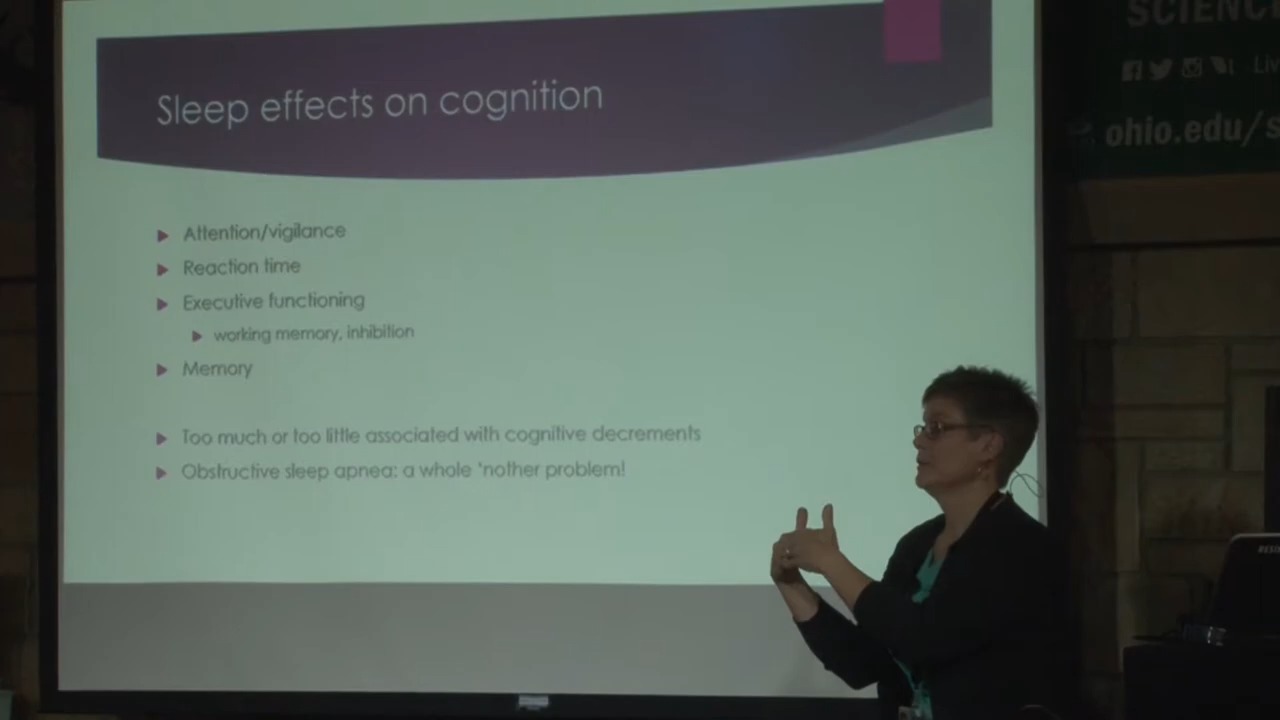 Sleep effects on cognition
Attention/vigilance
Reaction time
Executive functioning
working memory, inhibition
Memory
Too much or too little associated with cognitive decrements
Obstructive sleep apnea: a whole 'nother problem!
ohio.edu/s